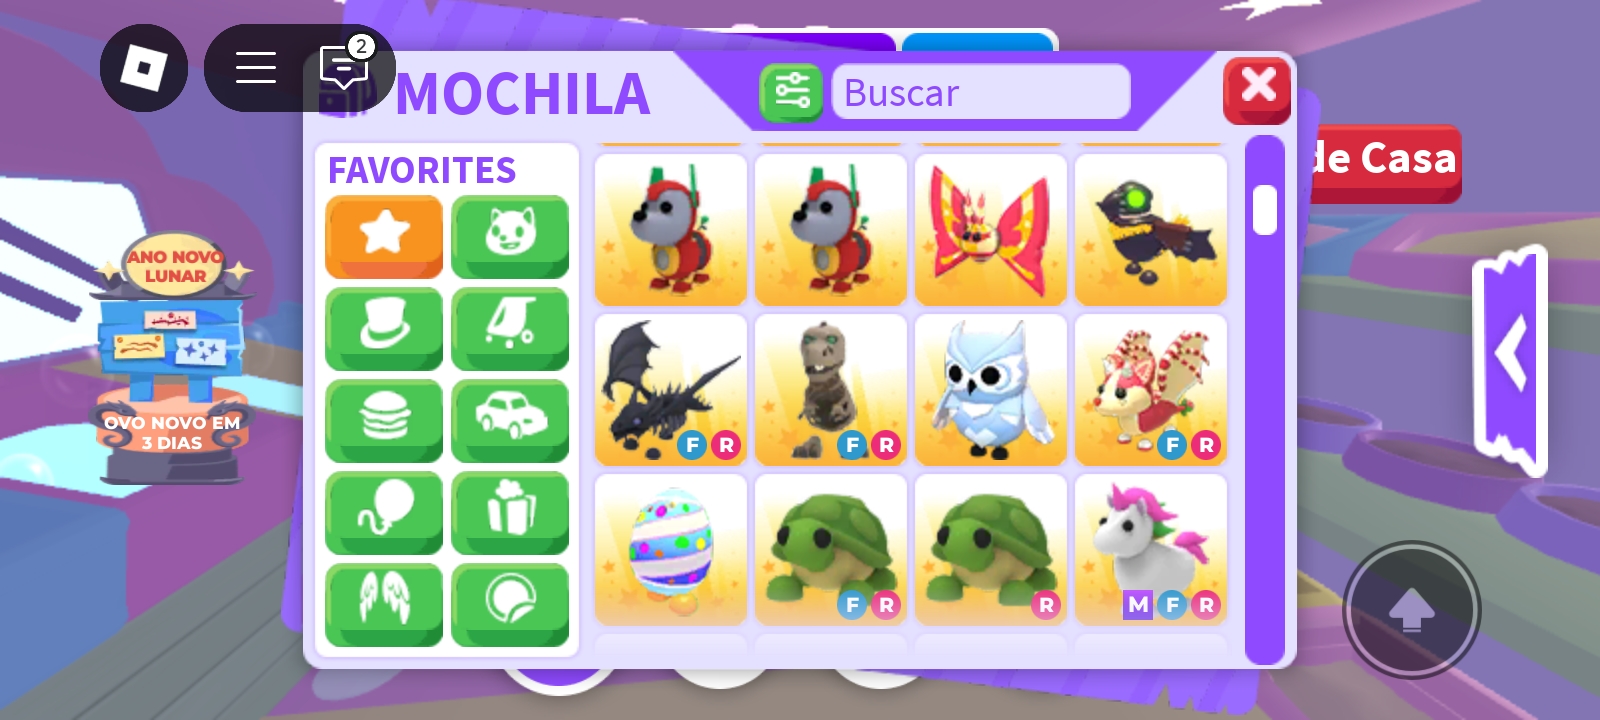 2
MOCHILA
Buscar
FAVORITES
de Casa
ANO NOVO
LUNAR
OVO NOVO EM
3 DIAS
F R
F R
F R
F R
R
M F R